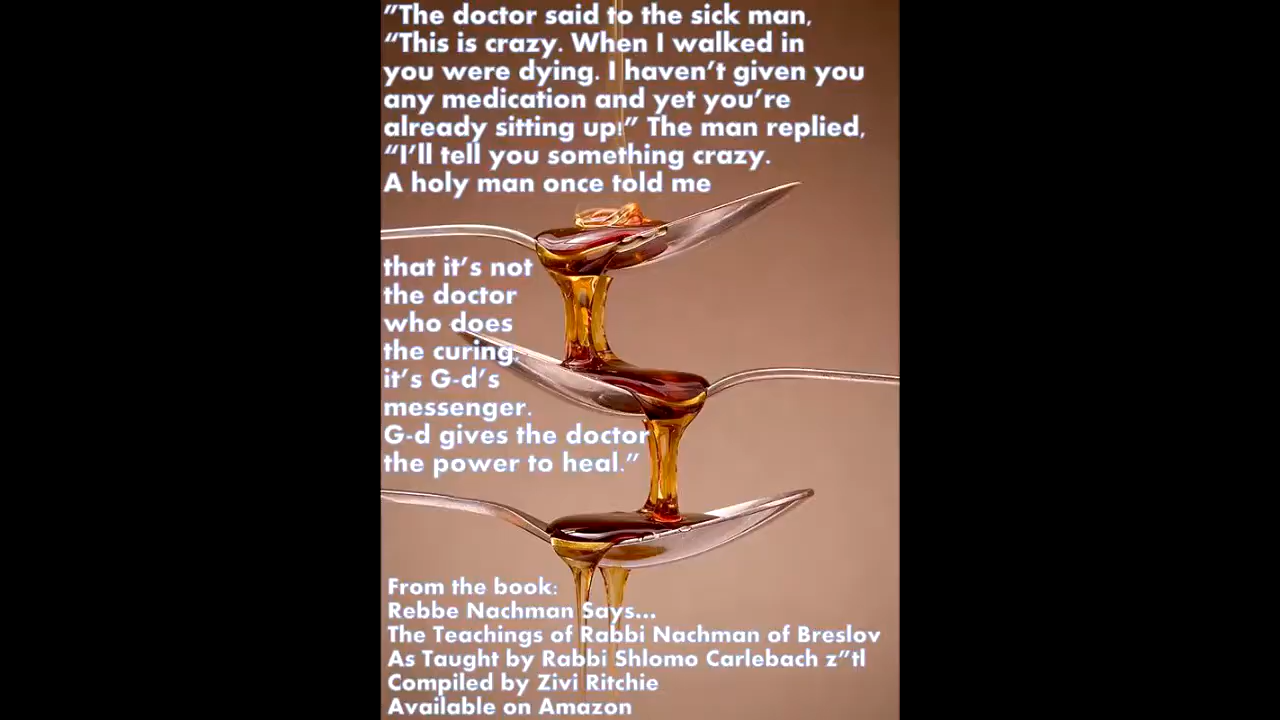 "The doctor said to the sick man,
"This is crazy. When I walked in
you were dying. I haven't given you
any medication and yet you're
already sitting up!" The man replied,
"I'll tell you something crazy.
A holy man once told me
that it's not
the doctor
who does
the curing,
it's G-d's
messenger.
G-d gives the doctor
the power to heal."
From the book:
Rebbe Nachman Says...
The Teachings of Rabbi Nachman of Breslov
As Taught by Rabbi Shlomo Carlebach z"tl
Compiled by Zivi Ritchie
Available on Amazon